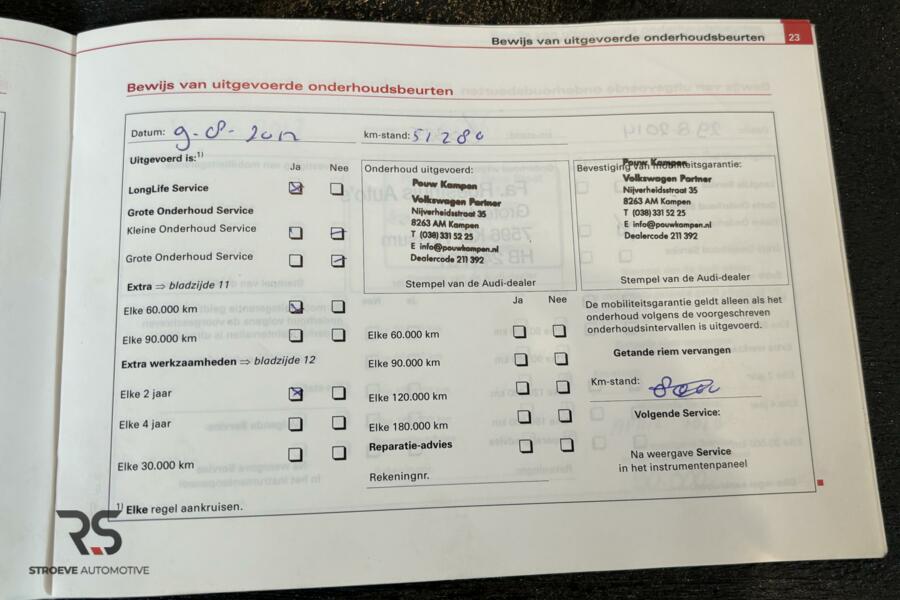 Bewijs van uitgevoerde onderhoudsbeurten 23
Bewijs van uitgevoerde onderhoudsbeurten
Datum: 9-8-2012 km-stand: 51280
Uitgevoerd is:1)
Ja Nee
LongLife Service
Grote Onderhoud Service
Kleine Onderhoud Service
Grote Onderhoud Service
Extra ⇒ bladzijde 11
Elke 60.000 km
Elke 90.000 km
Extra werkzaamheden ⇒ bladzijde 12
Elke 2 jaar
Elke 4 jaar
Elke 30.000 km
1) Elke regel aankruisen.
Onderhoud uitgevoerd:
Pouw Kampen
Volkswagen Partner
Nijverheidsstraat 35
8263 AM Kampen
T (038) 331 52 25
E info@pouwkampen.nl
Dealercode 211 392
Stempel van de Audi-dealer
Ja Nee
Elke 60.000 km
Elke 90.000 km
Elke 120.000 km
Elke 180.000 km
Reparatie-advies
Rekeningnr.
Bevestiging van mobiliteitsgarantie:
Pouw Kampen
Volkswagen Partner
Nijverheidsstraat 35
8263 AM Kampen
T (038) 331 52 25
E info@pouwkampen.nl
Dealercode 211 392
Stempel van de Audi-dealer
De mobiliteitsgarantie geldt alleen als het
onderhoud volgens de voorgeschreven
onderhoudsintervallen is uitgevoerd.
Getande riem vervangen
Km-stand:
Volgende Service:
Na weergave Service
in het instrumentenpaneel
RS
STROEVE AUTOMOTIVE